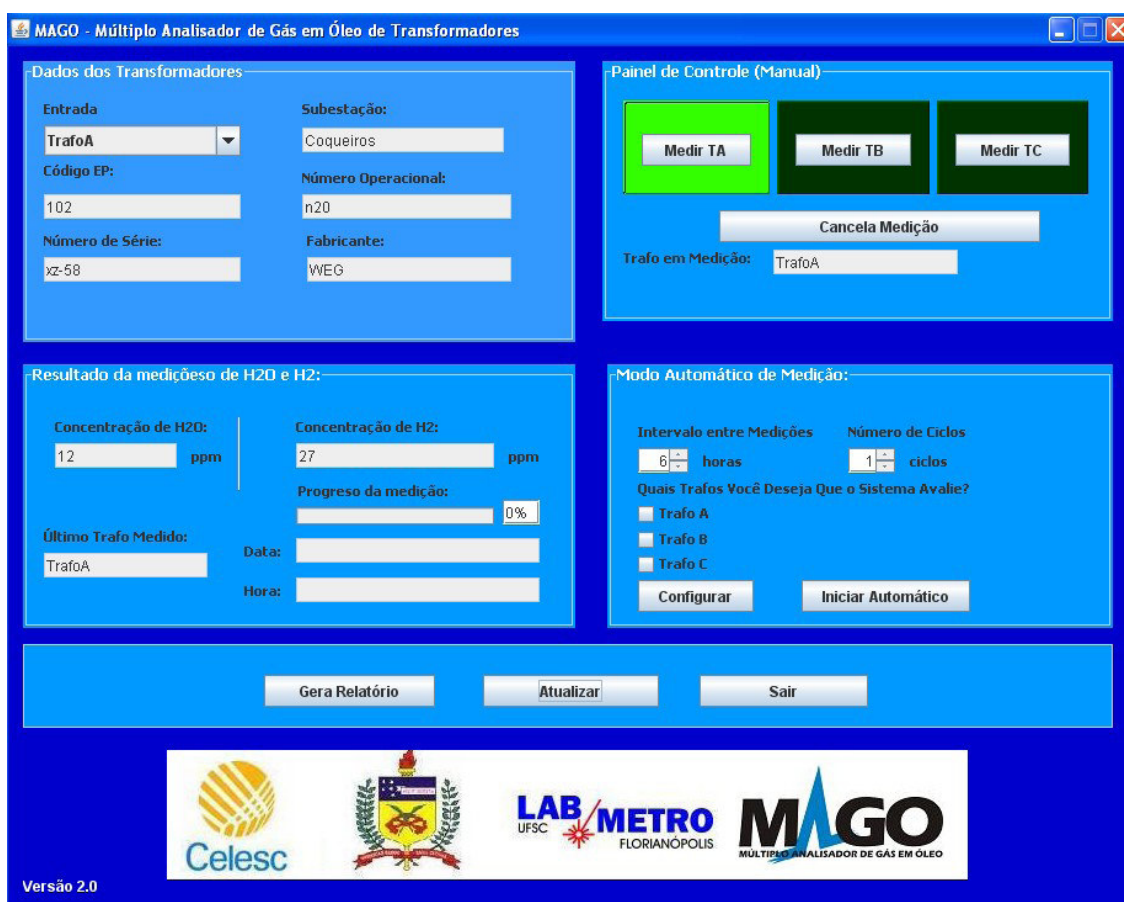 MAGO - Múltiplo Analisador de Gás em Óleo de Transformadores
Dados dos Transformadores
Entrada
Subestação:
TrafoA
Coqueiros
Código EP:
Número Operacional:
102
n20
Número de Série:
Fabricante:
xz-58
WEG
Painel de Controle (Manual)
Medir TA
Medir TB
Medir TC
Cancela Medição
Trafo em Medição:
TrafoA
Resultado da mediçõeso de H2O e H2:
Concentração de H2O:
Concentração de H2:
12 ppm
27 ppm
Progreso da medição:
0%
Último Trafo Medido:
TrafoA
Data:
Hora:
Modo Automático de Medição:
Intervalo entre Medições
Número de Ciclos
6 horas
1 ciclos
Quais Trafos Você Deseja Que o Sistema Avalie?
Trafo A
Trafo B
Trafo C
Configurar
Iniciar Automático
Gera Relatório
Atualizar
Sair
Celesc
LAB METRO
UFSC
FLORIANÓPOLIS
MAGO
MÚLTIPLO ANALISADOR DE GÁS EM ÓLEO
Versão 2.0